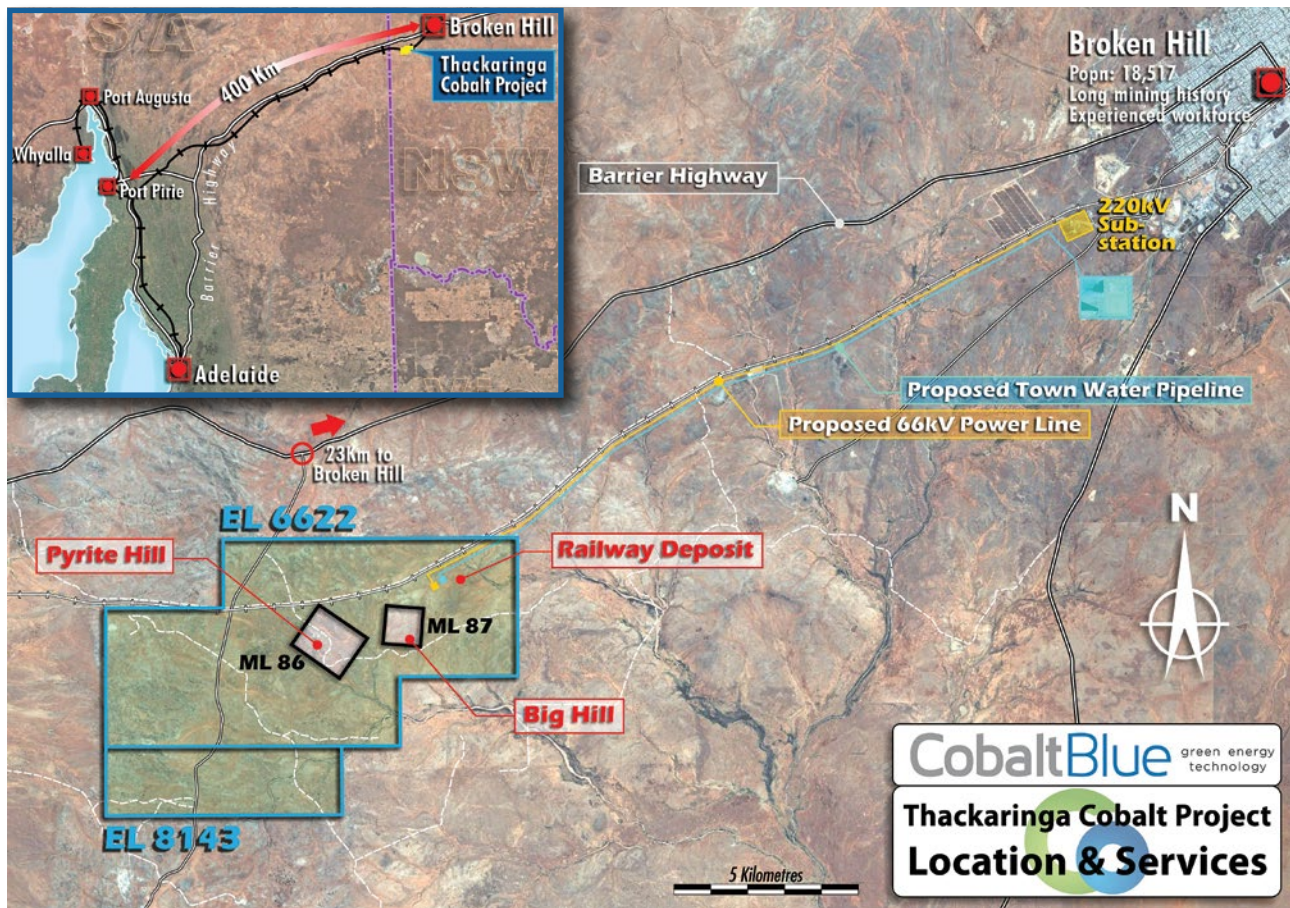 SA
Broken Hill
Thackaringa
Cobalt Project
400 Km
Port Augusta
Whyalla
Port Pirie
Barrier Highway
NSW
Adelaide
Broken Hill
Popn: 18,517
Long mining history
Experienced workforce
Barrier Highway
220kV
Sub-
station
Proposed Town Water Pipeline
Proposed 66kV Power Line
23Km to
Broken Hill
EL 6622
Pyrite Hill
Railway Deposit
ML 87
ML 86
Big Hill
EL 8143
N
5 Kilometres
CobaltBlue green energy
technology
Thackaringa Cobalt Project
Location & Services